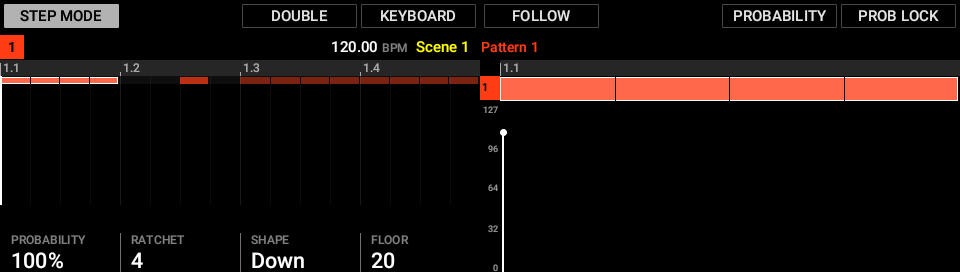 STEP MODE DOUBLE KEYBOARD FOLLOW PROBABILITY PROB LOCK
1 120.00 BPM Scene 1 Pattern 1
1.1 1.2 1.3 1.4 1.1
1
127
96
64
32
0
PROBABILITY RATCHET SHAPE FLOOR
100% 4 Down 20